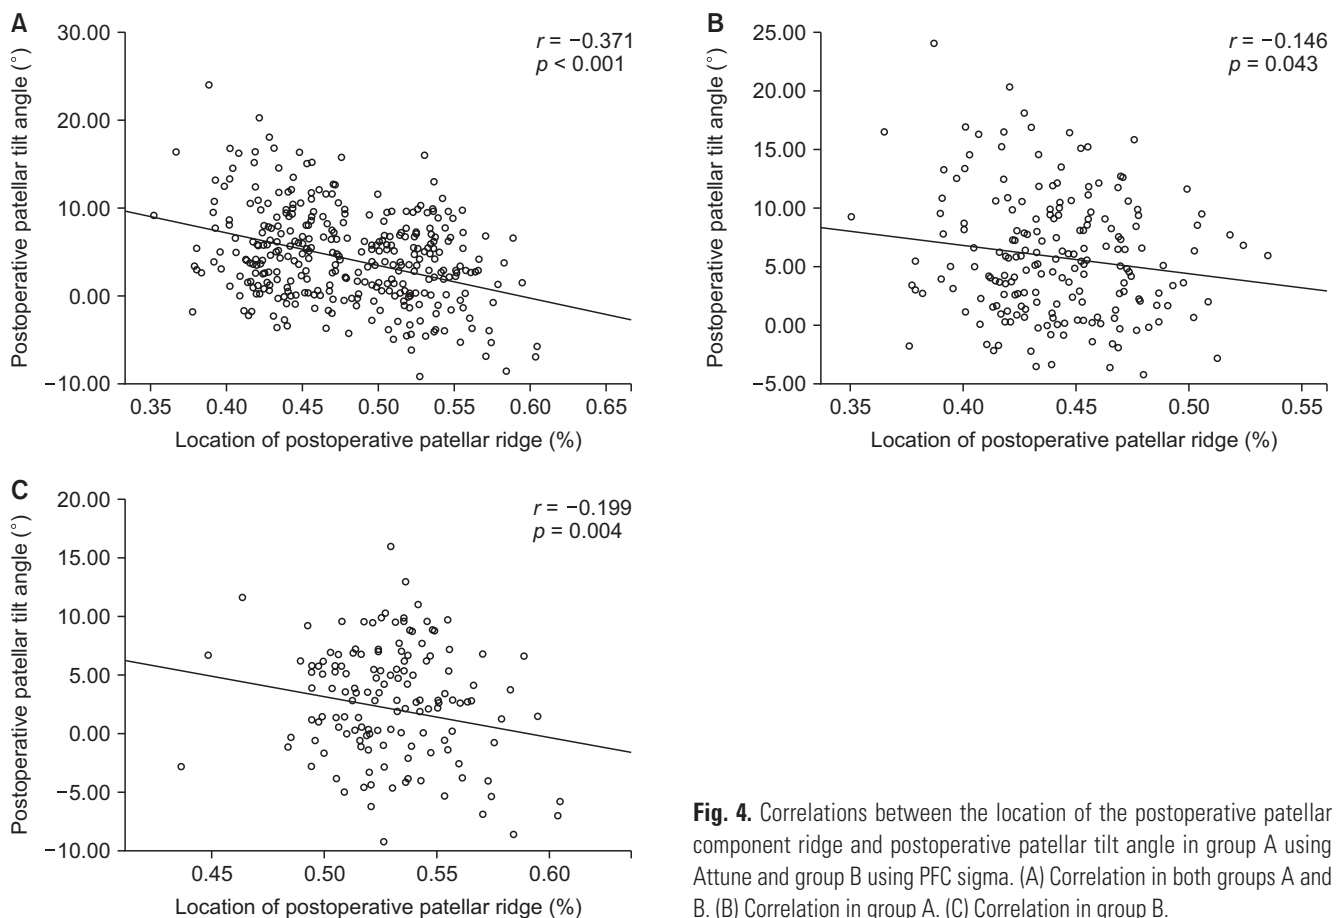 A
30.00
20.00
10.00
0.00
−10.00
Postoperative patellar tilt angle (°)
r = −0.371
p < 0.001
0.35 0.40 0.45 0.50 0.55 0.60 0.65
Location of postoperative patellar ridge (%)
B
25.00
20.00
15.00
10.00
5.00
0.00
−5.00
Postoperative patellar tilt angle (°)
r = −0.146
p = 0.043
0.35 0.40 0.45 0.50 0.55
Location of postoperative patellar ridge (%)
C
20.00
15.00
10.00
5.00
0.00
−5.00
−10.00
Postoperative patellar tilt angle (°)
r = −0.199
p = 0.004
0.45 0.50 0.55 0.60
Location of postoperative patellar ridge (%)
Fig. 4. Correlations between the location of the postoperative patellar
component ridge and postoperative patellar tilt angle in group A using
Attune and group B using PFC sigma. (A) Correlation in both groups A and
B. (B) Correlation in group A. (C) Correlation in group B.